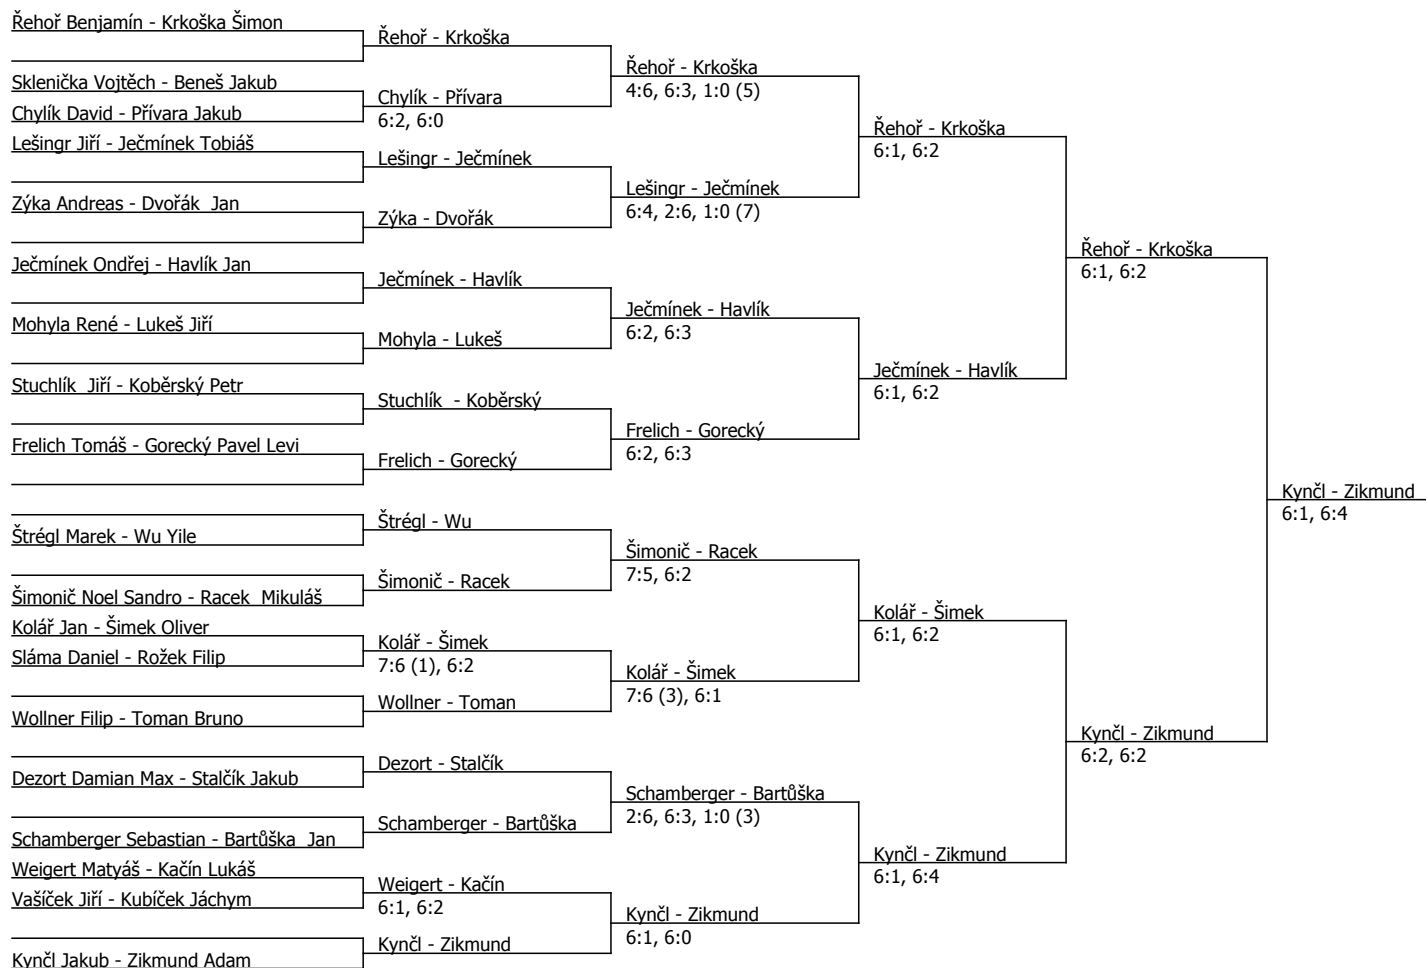 Řehoř Benjamín - Krkoška Šimon
Sklenička Vojtěch - Beneš Jakub
Chylík David - Přívara Jakub
Lešingr Jiří - Ječmínek Tobiáš
Zýka Andreas - Dvořák  Jan
Ječmínek Ondřej - Havlík Jan
Mohyla René - Lukeš Jiří
Stuchlík  Jiří - Koběrský Petr
Frelich Tomáš - Gorecký Pavel Levi
Štrégl Marek - Wu Yile
Šimonič Noel Sandro - Racek  Mikuláš
Kolář Jan - Šimek Oliver
Sláma Daniel - Rožek Filip
Wollner Filip - Toman Bruno
Dezort Damian Max - Stalčík Jakub
Schamberger Sebastian - Bartůška  Jan
Weigert Matyáš - Kačín Lukáš
Vašíček Jiří - Kubíček Jáchym
Kynčl Jakub - Zikmund Adam
Řehoř - Krkoška
Chylík - Přívara
6:2, 6:0
Lešingr - Ječmínek
Zýka - Dvořák
Ječmínek - Havlík
Mohyla - Lukeš
Stuchlík  - Koběrský
Frelich - Gorecký
Štrégl - Wu
Šimonič - Racek
Kolář - Šimek
7:6 (1), 6:2
Wollner - Toman
Dezort - Stalčík
Schamberger - Bartůška
Weigert - Kačín
6:1, 6:2
Kynčl - Zikmund
Řehoř - Krkoška
4:6, 6:3, 1:0 (5)
Lešingr - Ječmínek
6:4, 2:6, 1:0 (7)
Ječmínek - Havlík
6:2, 6:3
Frelich - Gorecký
6:2, 6:3
Šimonič - Racek
7:5, 6:2
Kolář - Šimek
7:6 (3), 6:1
Schamberger - Bartůška
2:6, 6:3, 1:0 (3)
Kynčl - Zikmund
6:1, 6:0
Řehoř - Krkoška
6:1, 6:2
Ječmínek - Havlík
6:1, 6:2
Kolář - Šimek
6:1, 6:2
Kynčl - Zikmund
6:1, 6:4
Řehoř - Krkoška
6:1, 6:2
Kynčl - Zikmund
6:2, 6:2
Kynčl - Zikmund
6:1, 6:4